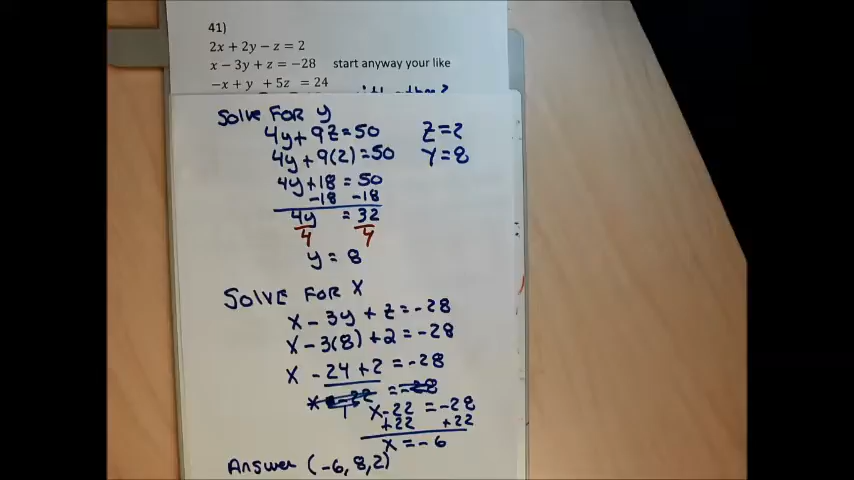 41)
2x + 2y − z = 2
x − 3y + z = −28 start anyway your like
−x + y + 5z = 24
Solve For y
4y + 9z = 50 z = 2
4y + 9(2) = 50 Y = 8
4y + 18 = 50
-18 -18
4y = 32
4 4
y = 8
Solve For X
x - 3y + z = -28
x - 3(8) + 2 = -28
x - 24 + 2 = -28
x - 22 = -28
+22 +22
x = -6
Answer (-6, 8, 2)